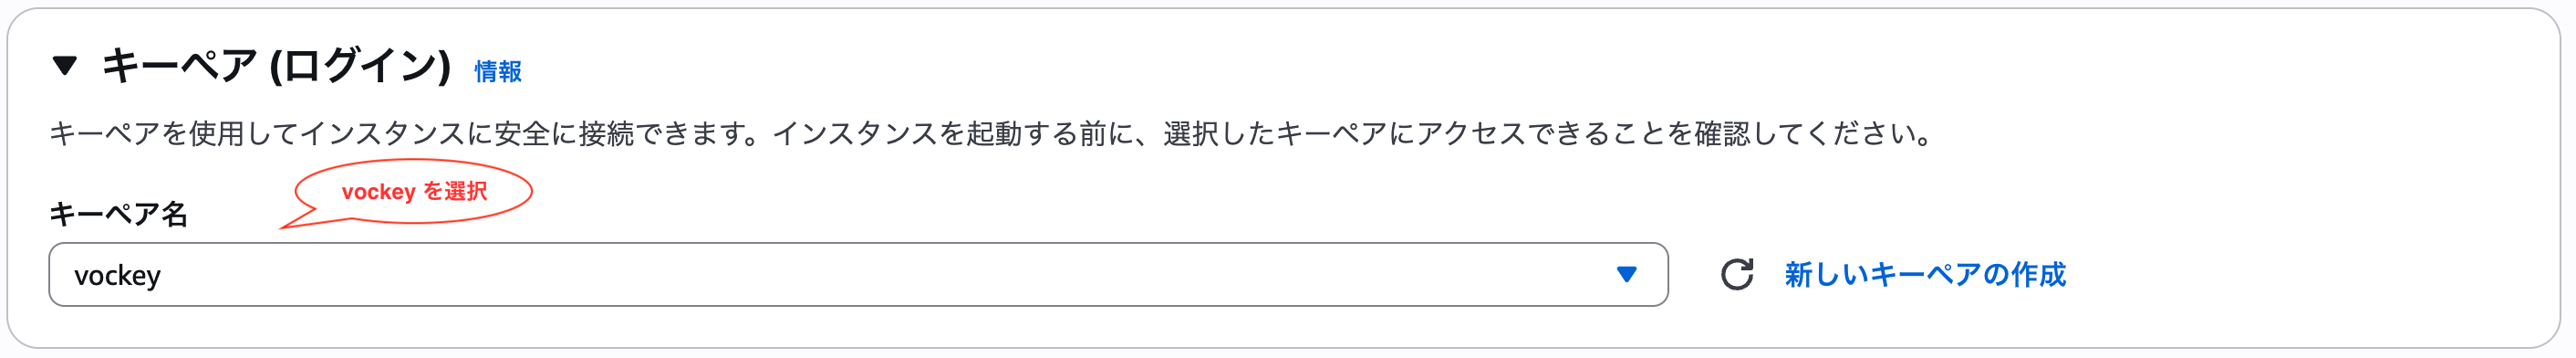 ▼ キーペア (ログイン) 情報
キーペアを使用してインスタンスに安全に接続できます。インスタンスを起動する前に、選択したキーペアにアクセスできることを確認してください。
vockey を選択
キーペア名
vockey
新しいキーペアの作成